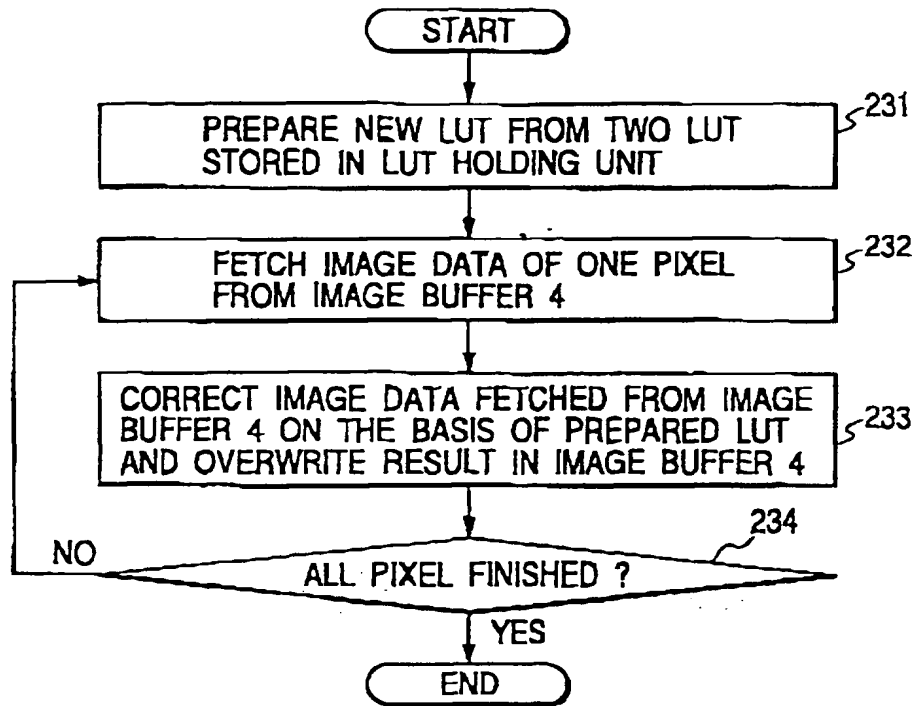 START
231
PREPARE NEW LUT FROM TWO LUT
STORED IN LUT HOLDING UNIT
232
FETCH IMAGE DATA OF ONE PIXEL
FROM IMAGE BUFFER 4
233
CORRECT IMAGE DATA FETCHED FROM IMAGE
BUFFER 4 ON THE BASIS OF PREPARED LUT
AND OVERWRITE RESULT IN IMAGE BUFFER 4
234
NO
ALL PIXEL FINISHED ?
YES
END